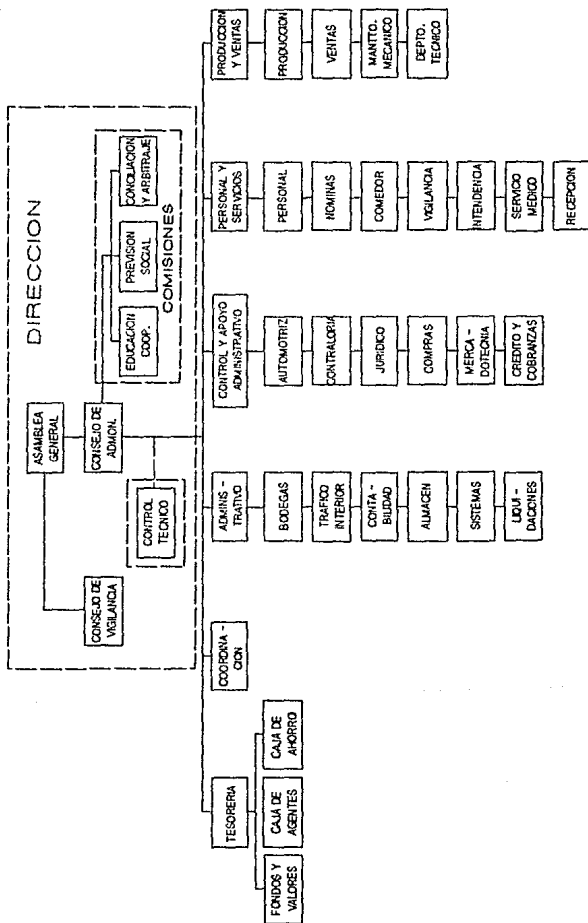 DIRECCION
ASAMBLEA
GENERAL
CONSEJO DE
VIGILANCIA
CONSEJO DE
ADMON.
CONTROL
TECNICO
EDUCACION
COOP.
PREVISION
SOCIAL
CONCILIACION
Y ARBITRAJE
COMISIONES
TESORERIA
FONDOS Y
VALORES
CAJA DE
AGENTES
CAJA DE
AHORRO
COORDINA-
CION
ADMINIS-
TRATIVO
BODEGAS
TRAFICO
INTERIOR
CONTA-
BILIDAD
ALMACEN
SISTEMAS
LIQUI-
DACIONES
CONTROL Y APOYO
ADMINISTRATIVO
AUTOMOTRIZ
CONTRALORIA
JURIDICO
COMPRAS
MERCA-
DOTECNIA
CREDITO Y
COBRANZAS
PERSONAL Y
SERVICIOS
PERSONAL
NOMINAS
COMEDOR
VIGILANCIA
INTENDENCIA
SERVICIO
MEDICO
RECEPCION
PRODUCCION
Y VENTAS
PRODUCCION
VENTAS
MANTTO.
MECANICO
DEPTO.
TECNICO